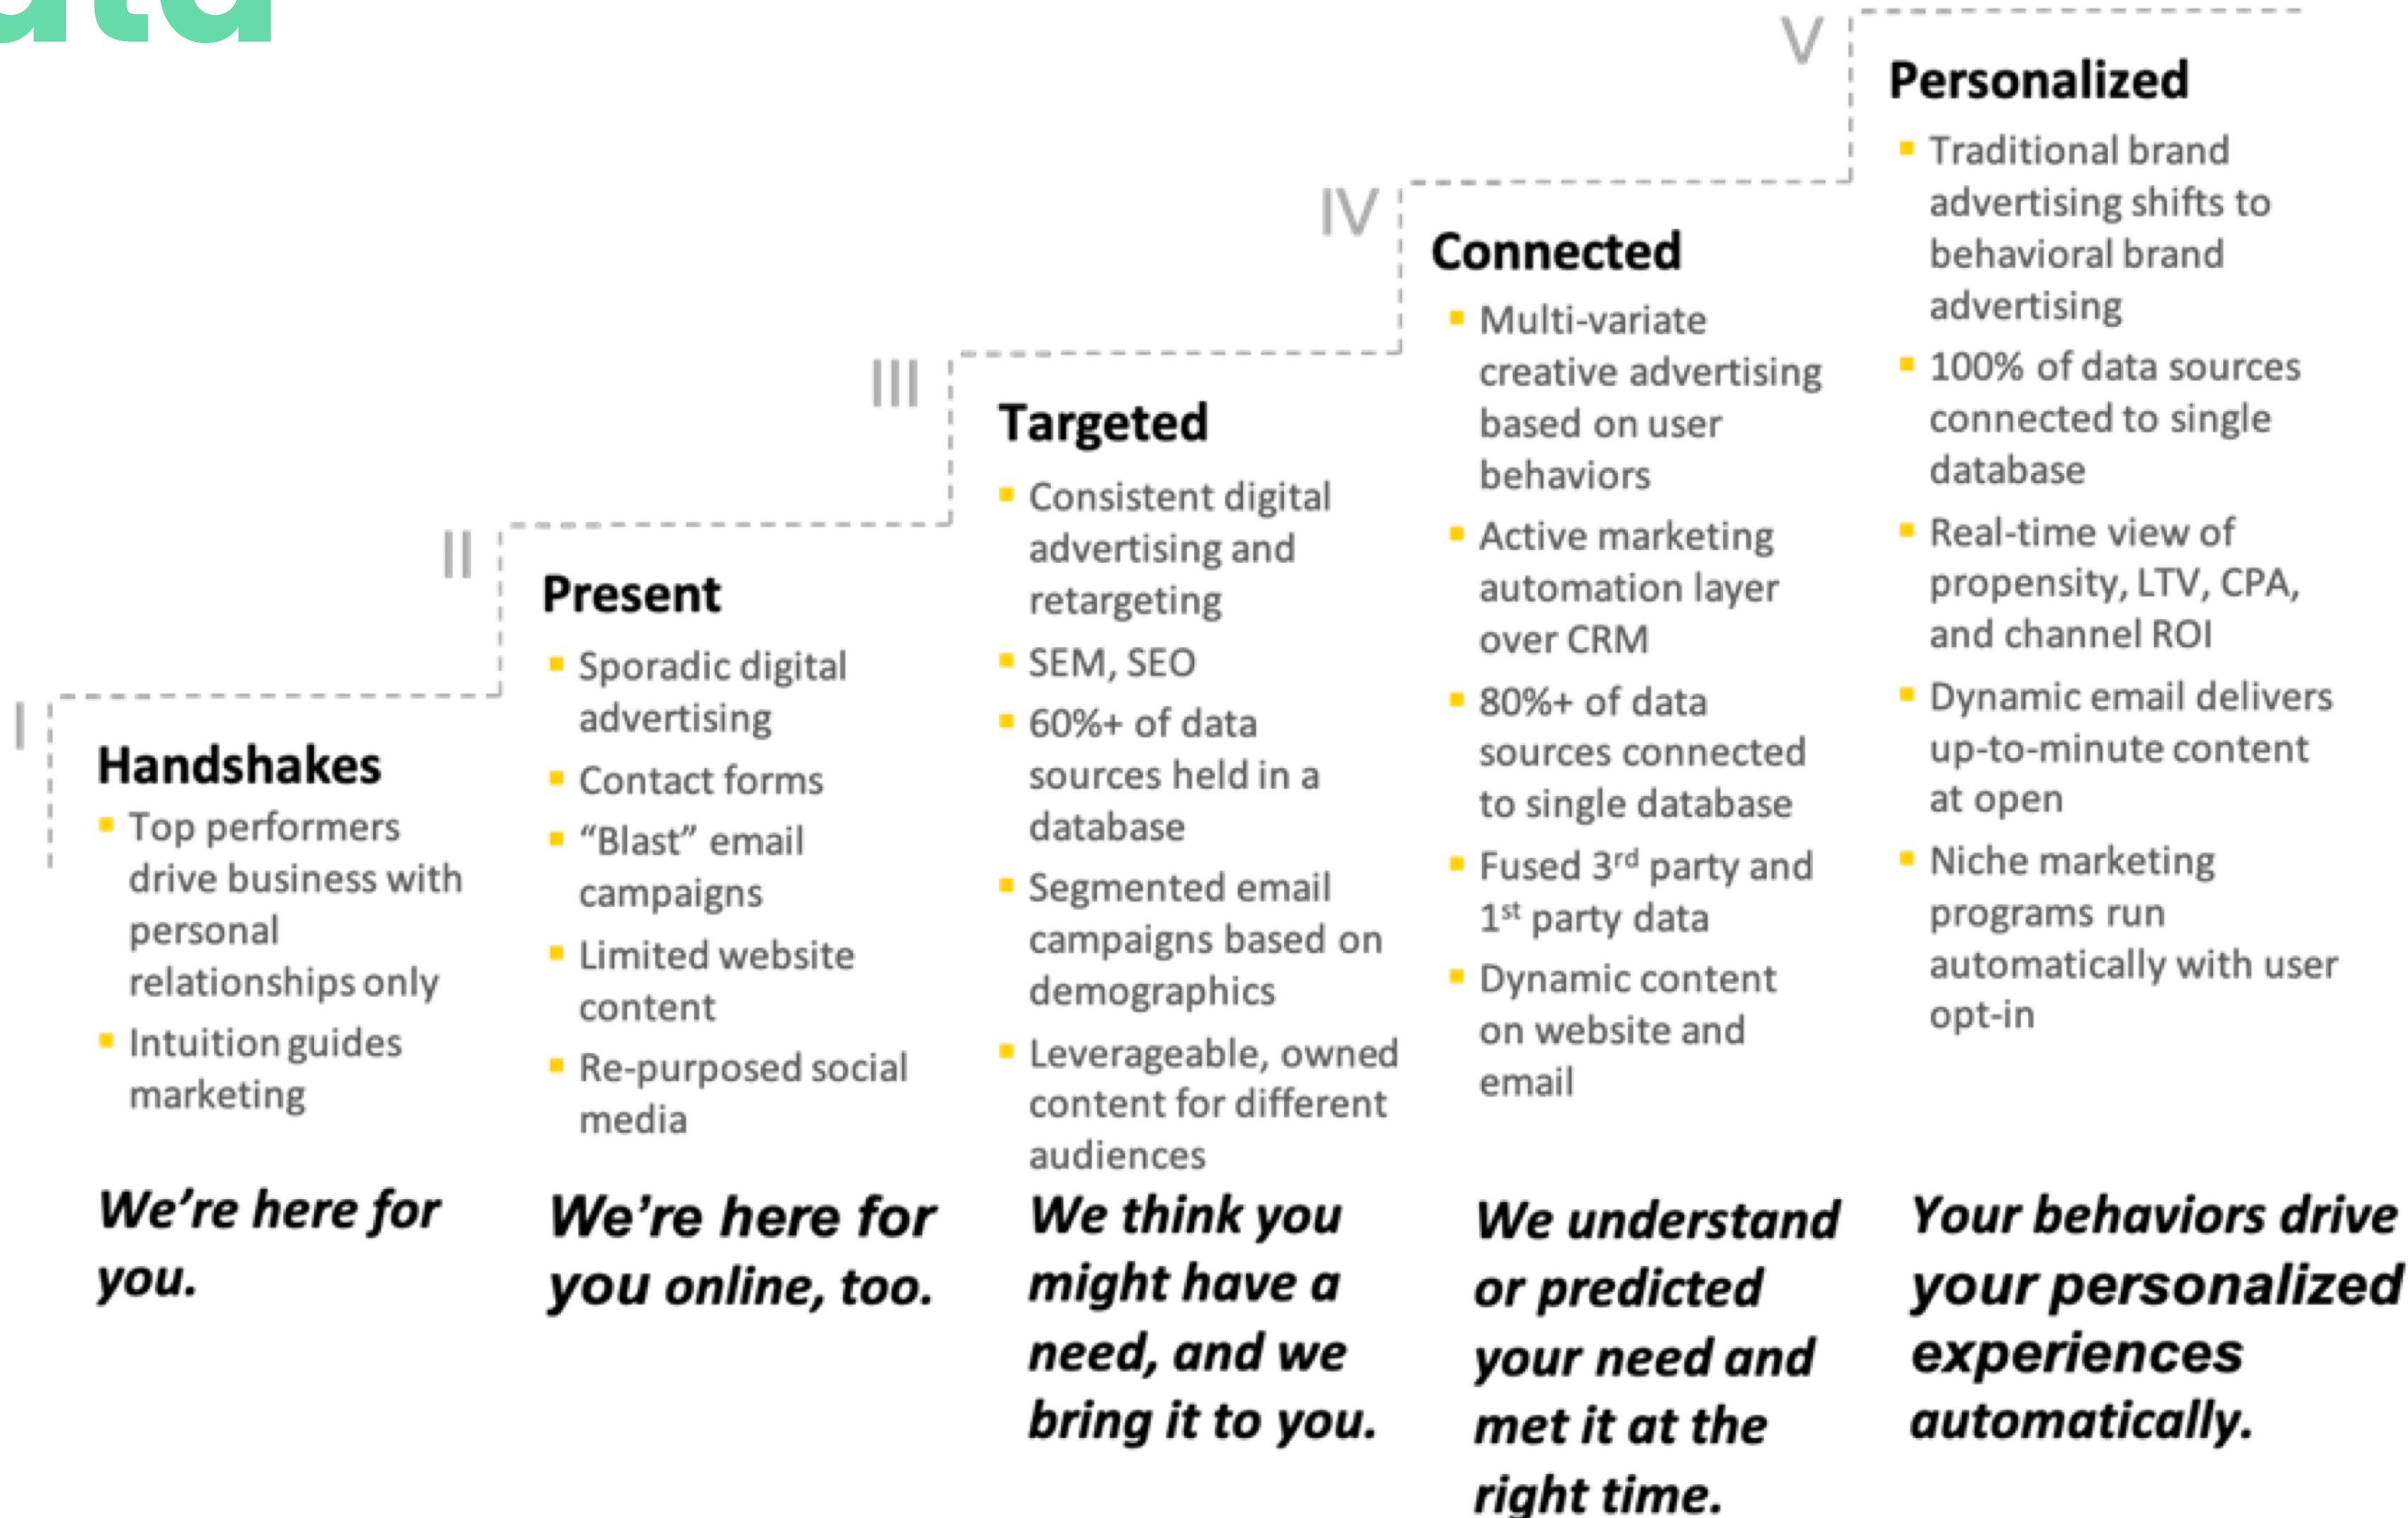 I
Handshakes
Top performers
drive business with
personal
relationships only
Intuition guides
marketing
We’re here for
you.
II
Present
Sporadic digital
advertising
Contact forms
“Blast” email
campaigns
Limited website
content
Re-purposed social
media
We’re here for
you online, too.
III
Targeted
Consistent digital
advertising and
retargeting
SEM, SEO
60%+ of data
sources held in a
database
Segmented email
campaigns based on
demographics
Leverageable, owned
content for different
audiences
We think you
might have a
need, and we
bring it to you.
IV
Connected
Multi-variate
creative advertising
based on user
behaviors
Active marketing
automation layer
over CRM
80%+ of data
sources connected
to single database
Fused 3rd party and
1st party data
Dynamic content
on website and
email
We understand
or predicted
your need and
met it at the
right time.
V
Personalized
Traditional brand
advertising shifts to
behavioral brand
advertising
100% of data sources
connected to single
database
Real-time view of
propensity, LTV, CPA,
and channel ROI
Dynamic email delivers
up-to-minute content
at open
Niche marketing
programs run
automatically with user
opt-in
Your behaviors drive
your personalized
experiences
automatically.